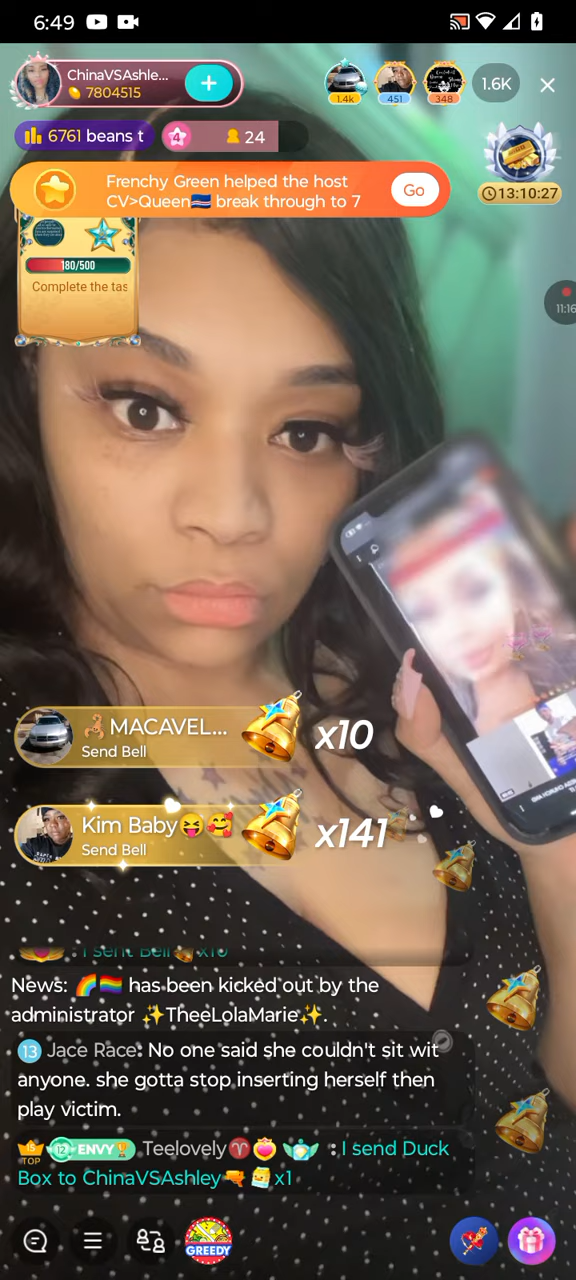 6:49
ChinaVSAshle...
7804515
1.4k
451
348
1.6K
6761 beans t
4
24
Frenchy Green helped the host
CV>Queen🇨🇻 break through to 7
Go
13:10:27
180/500
Complete the tas
11:16
🦂MACAVEL...
Send Bell
x10
Kim Baby😝🥰
Send Bell
x141
: I sent Bell x10
News: 🌈🏳️‍🌈 has been kicked out by the
administrator ✨TheeLolaMarie✨.
13 Jace Race: No one said she couldn't sit wit
anyone. she gotta stop inserting herself then
play victim.
15 TOP 12 ENVY🏆 Teelovely♈ : I send Duck
Box to ChinaVSAshley🔫 x1
GREEDY